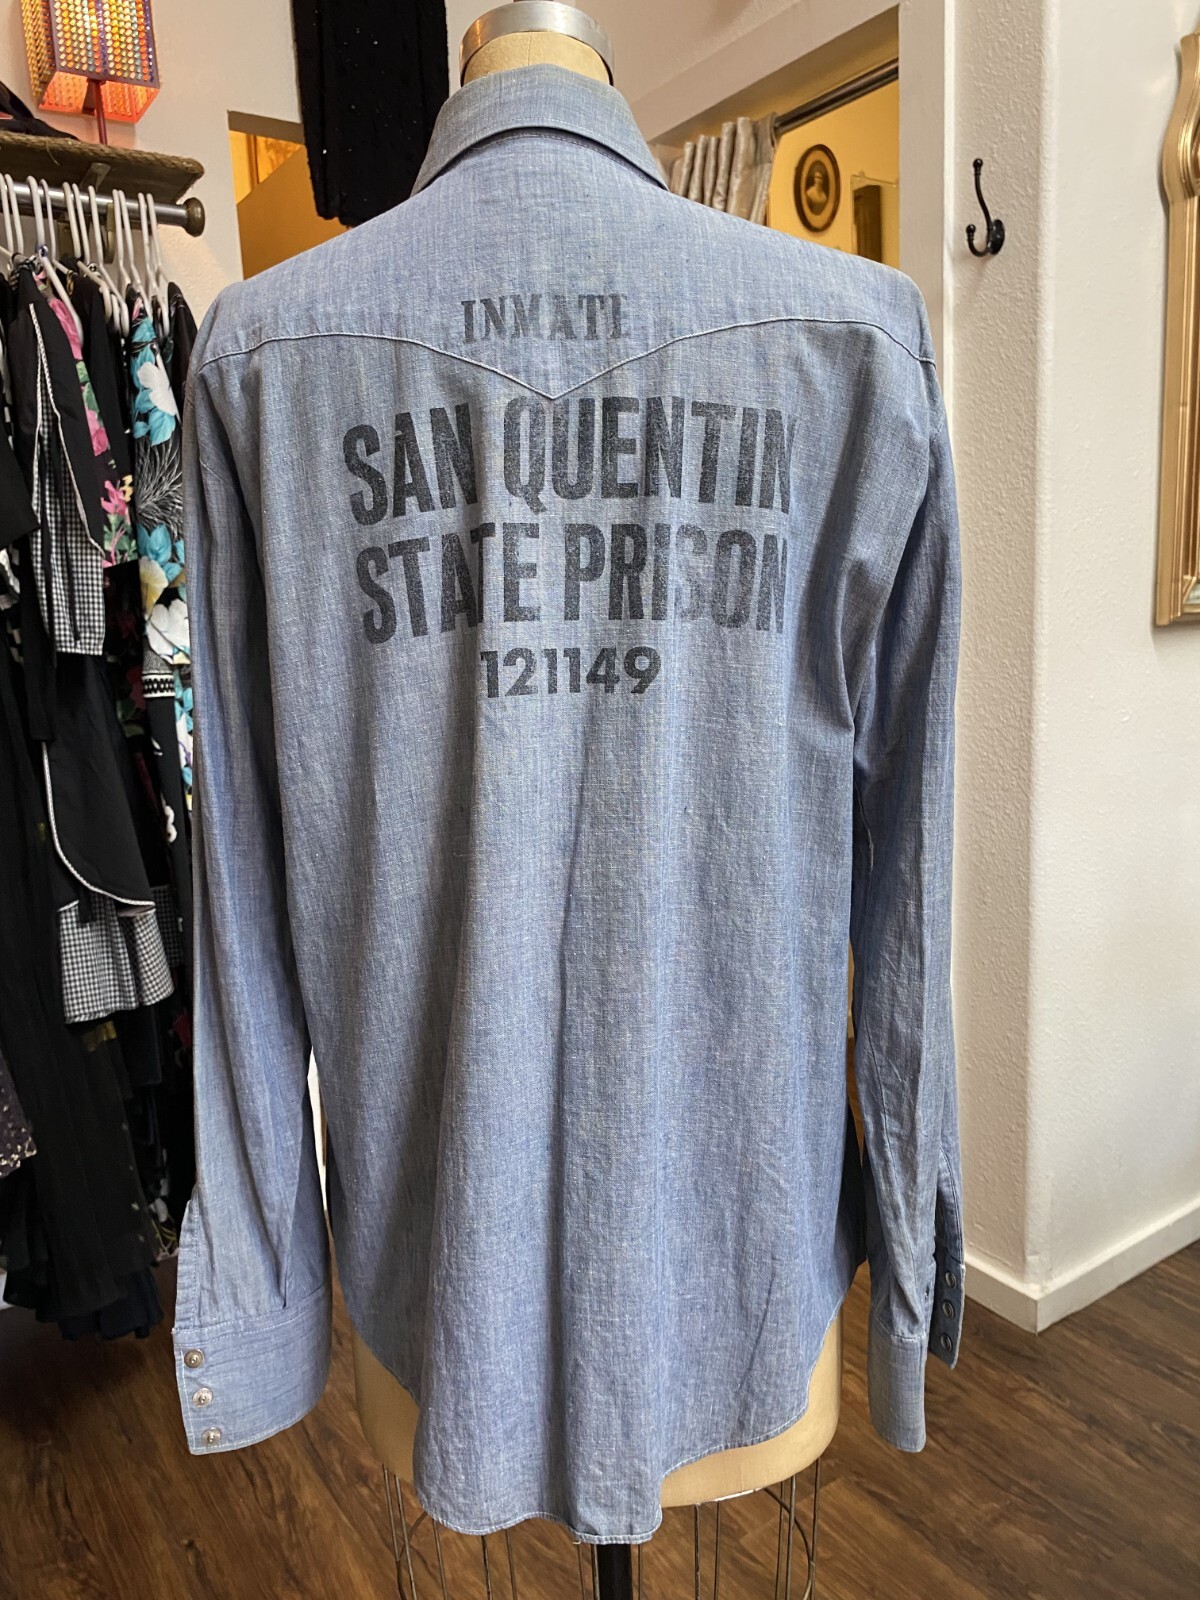 INMATE
SAN QUENTIN
STATE PRISON
121149